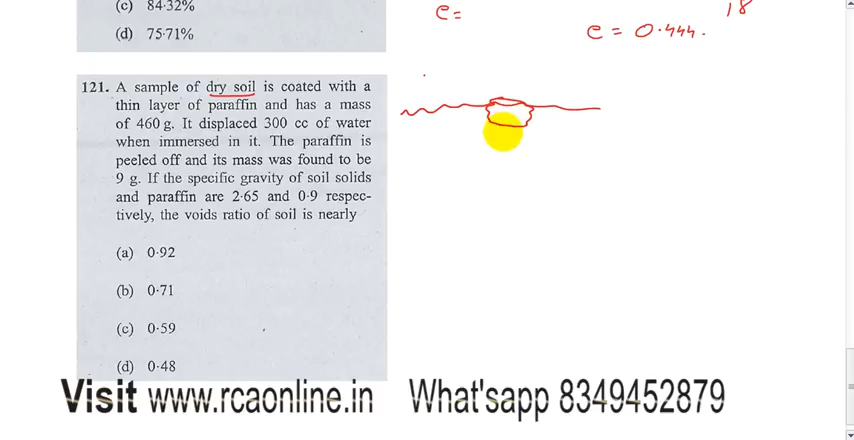 (c) 84·32%
(d) 75·71%
e =
18
e = 0.444.
121. A sample of dry soil is coated with a
thin layer of paraffin and has a mass
of 460 g. It displaced 300 cc of water
when immersed in it. The paraffin is
peeled off and its mass was found to be
9 g. If the specific gravity of soil solids
and paraffin are 2·65 and 0·9 respec-
tively, the voids ratio of soil is nearly
(a) 0·92
(b) 0·71
(c) 0·59
(d) 0·48
Visit www.rcaonline.in What'sapp 8349452879